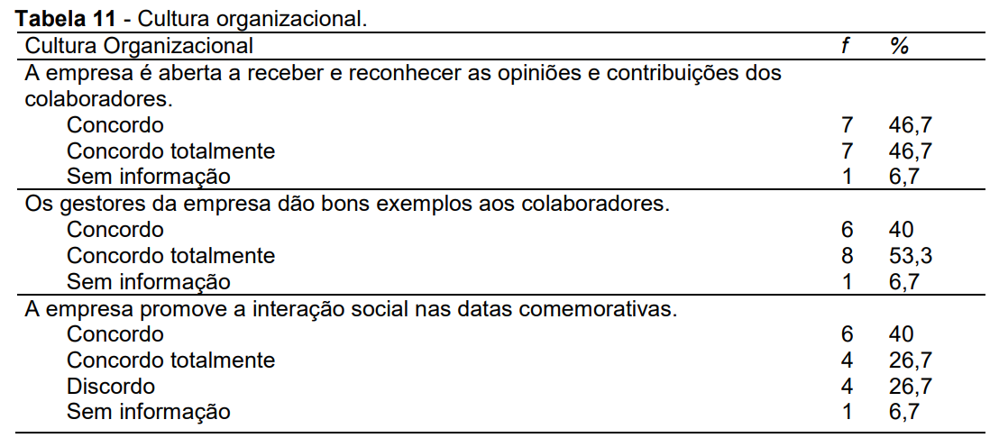 Tabela 11 - Cultura organizacional.
Cultura Organizacional f %
A empresa é aberta a receber e reconhecer as opiniões e contribuições dos
colaboradores.
Concordo 7 46,7
Concordo totalmente 7 46,7
Sem informação 1 6,7
Os gestores da empresa dão bons exemplos aos colaboradores.
Concordo 6 40
Concordo totalmente 8 53,3
Sem informação 1 6,7
A empresa promove a interação social nas datas comemorativas.
Concordo 6 40
Concordo totalmente 4 26,7
Discordo 4 26,7
Sem informação 1 6,7